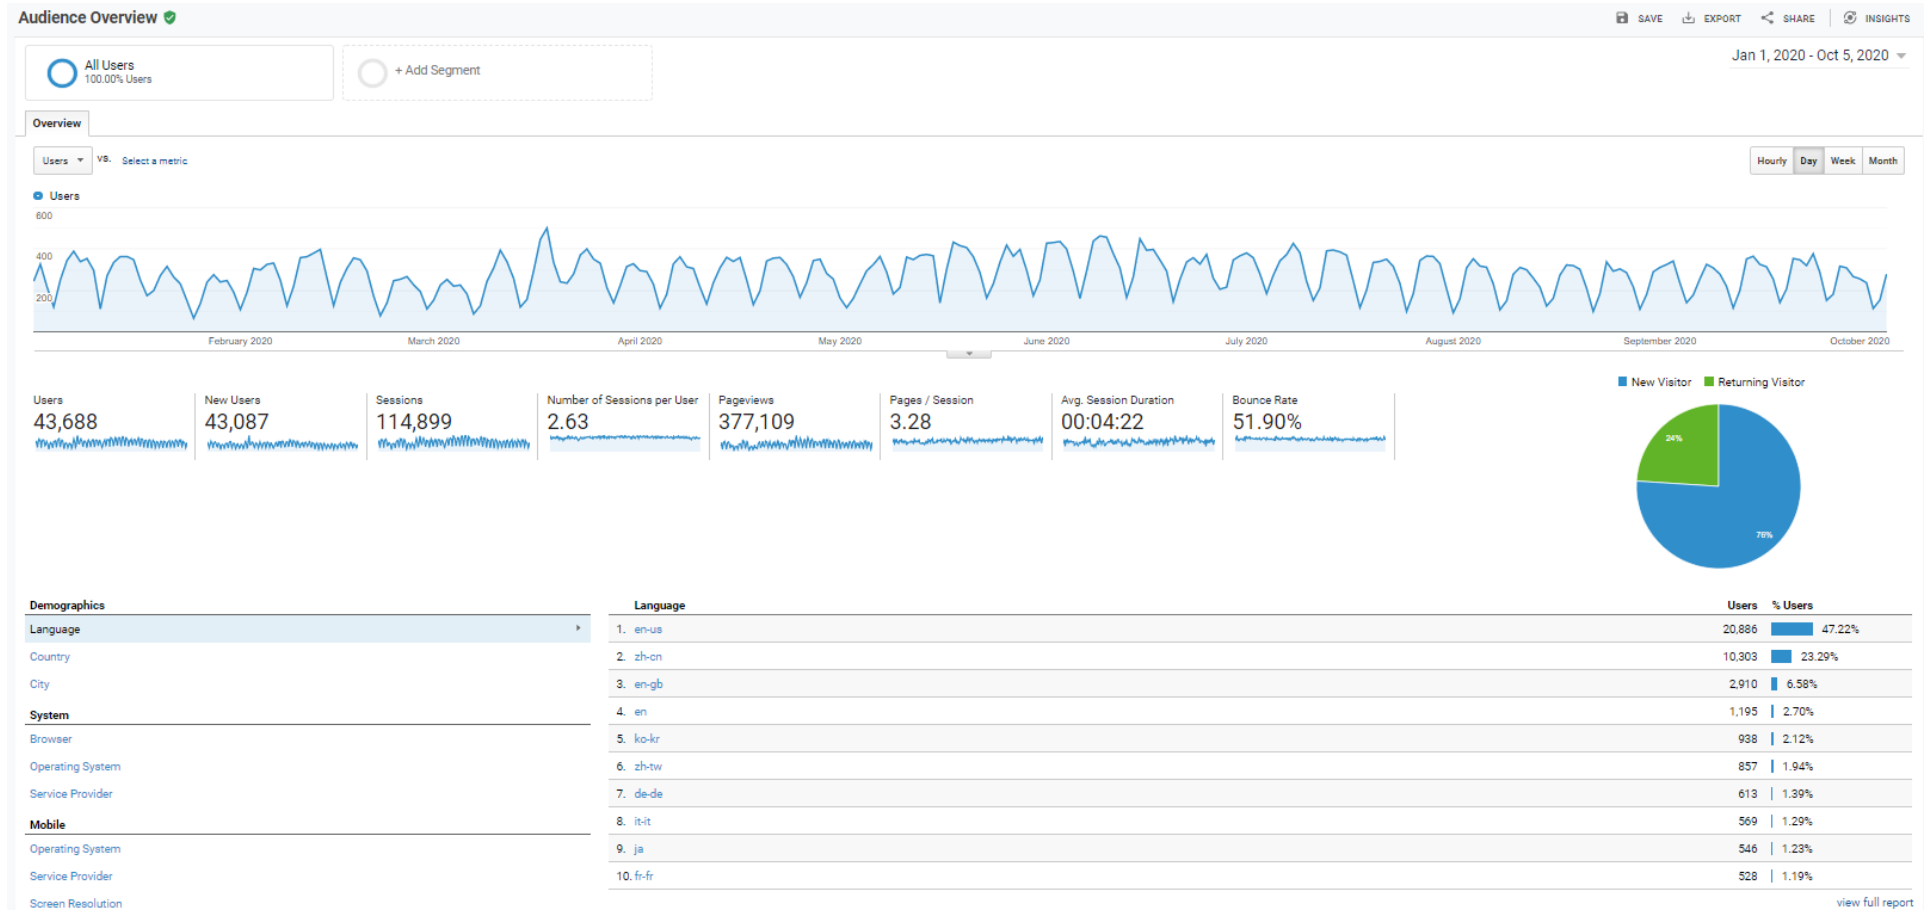 Audience Overview
SAVE EXPORT SHARE INSIGHTS
All Users
100.00% Users
+ Add Segment
Jan 1, 2020 - Oct 5, 2020
Overview
Users VS. Select a metric
Hourly Day Week Month
Users
600
400
200
February 2020 March 2020 April 2020 May 2020 June 2020 July 2020 August 2020 September 2020 October 2020
New Visitor Returning Visitor
Users
43,688
New Users
43,087
Sessions
114,899
Number of Sessions per User
2.63
Pageviews
377,109
Pages / Session
3.28
Avg. Session Duration
00:04:22
Bounce Rate
51.90%
24%
76%
Demographics
Language
Country
City
System
Browser
Operating System
Service Provider
Mobile
Operating System
Service Provider
Screen Resolution
Language Users % Users
1. en-us 20,886 47.22%
2. zh-cn 10,303 23.29%
3. en-gb 2,910 6.58%
4. en 1,195 2.70%
5. ko-kr 938 2.12%
6. zh-tw 857 1.94%
7. de-de 613 1.39%
8. it-it 569 1.29%
9. ja 546 1.23%
10. fr-fr 528 1.19%
view full report